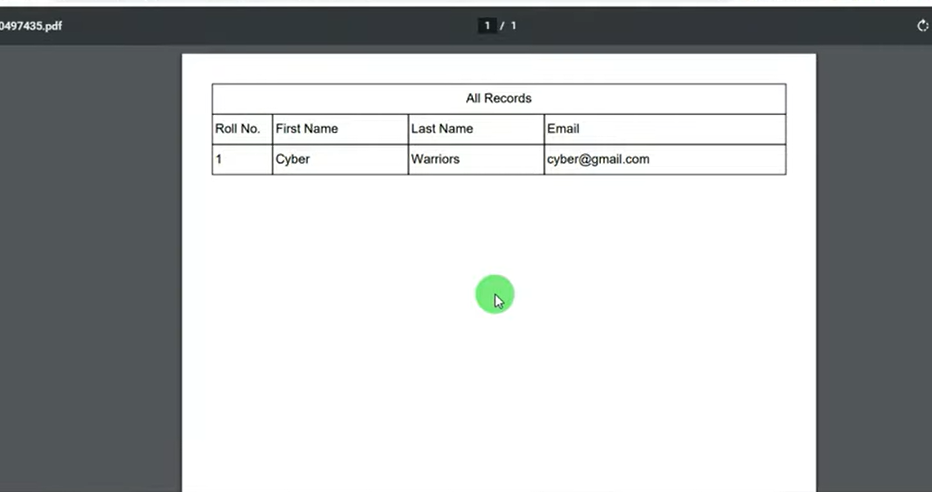 0497435.pdf
1 / 1
All Records
Roll No. First Name Last Name Email
1 Cyber Warriors cyber@gmail.com